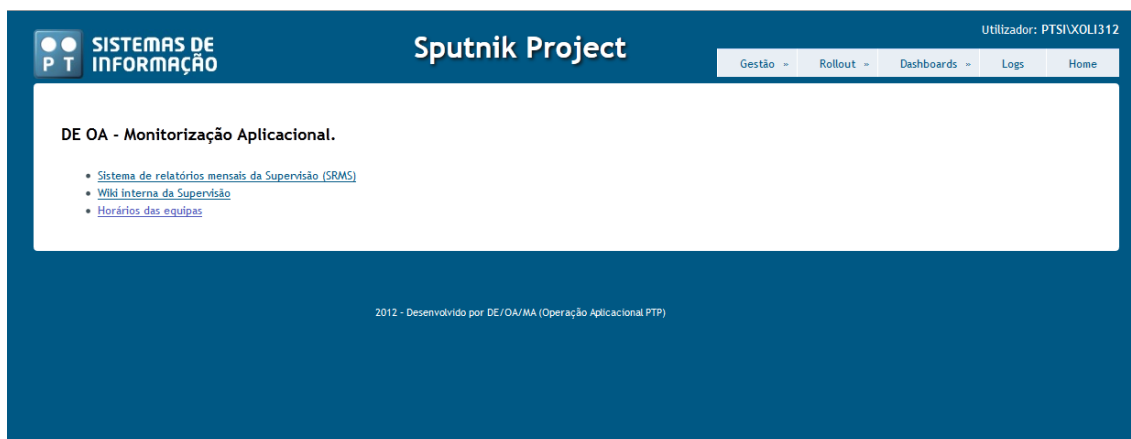 Utilizador: PTSI\XOLI312
PT
SISTEMAS DE
INFORMAÇÃO
Sputnik Project
Gestão » Rollout » Dashboards » Logs Home
DE OA - Monitorização Aplicacional.
Sistema de relatórios mensais da Supervisão (SRMS)
Wiki interna da Supervisão
Horários das equipas
2012 - Desenvolvido por DE/OA/MA (Operação Aplicacional PTP)